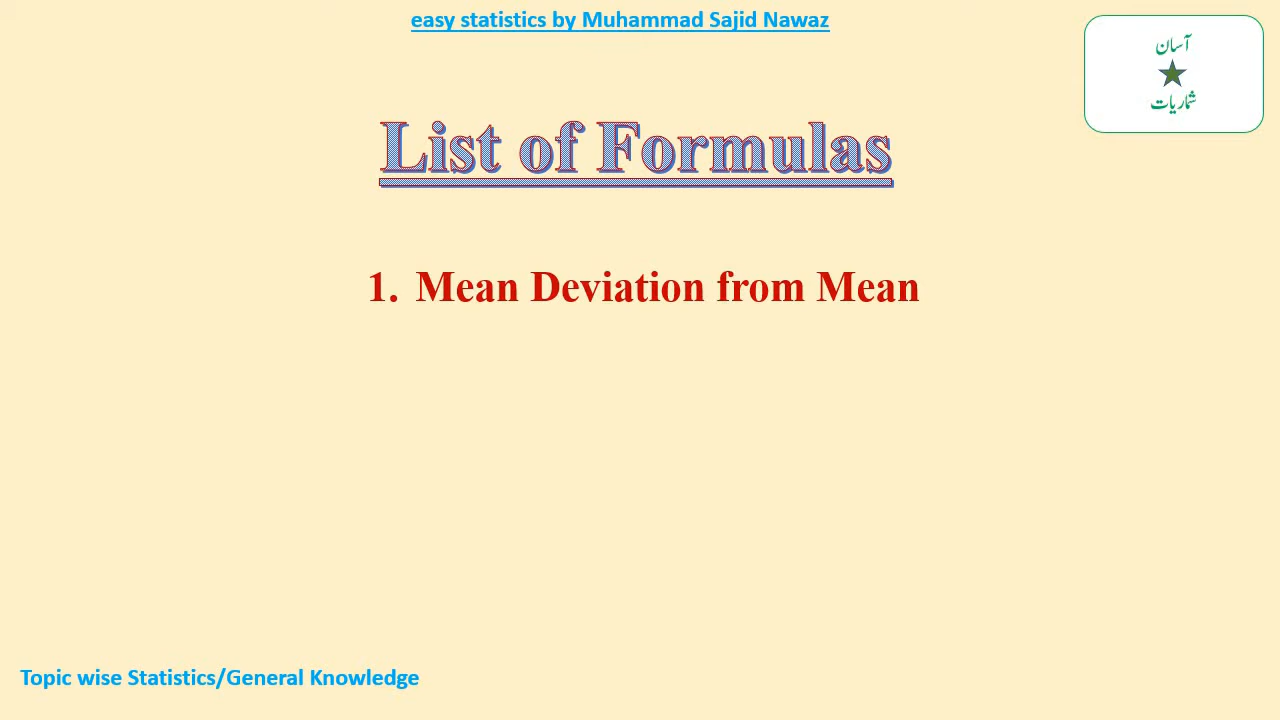 easy statistics by Muhammad Sajid Nawaz
آسان
شماریات
List of Formulas
1. Mean Deviation from Mean
Topic wise Statistics/General Knowledge